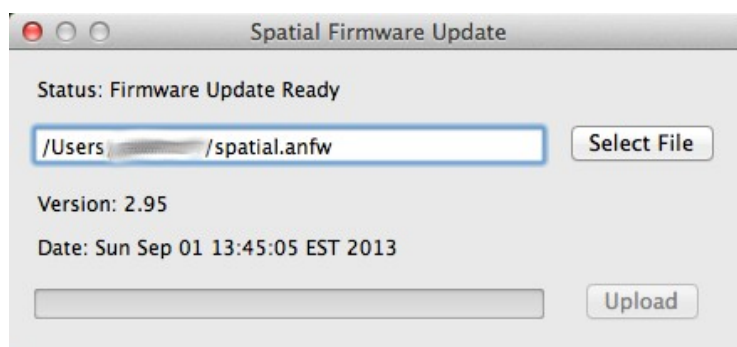 Spatial Firmware Update
Status: Firmware Update Ready
/Users /spatial.anfw
Select File
Version: 2.95
Date: Sun Sep 01 13:45:05 EST 2013
Upload